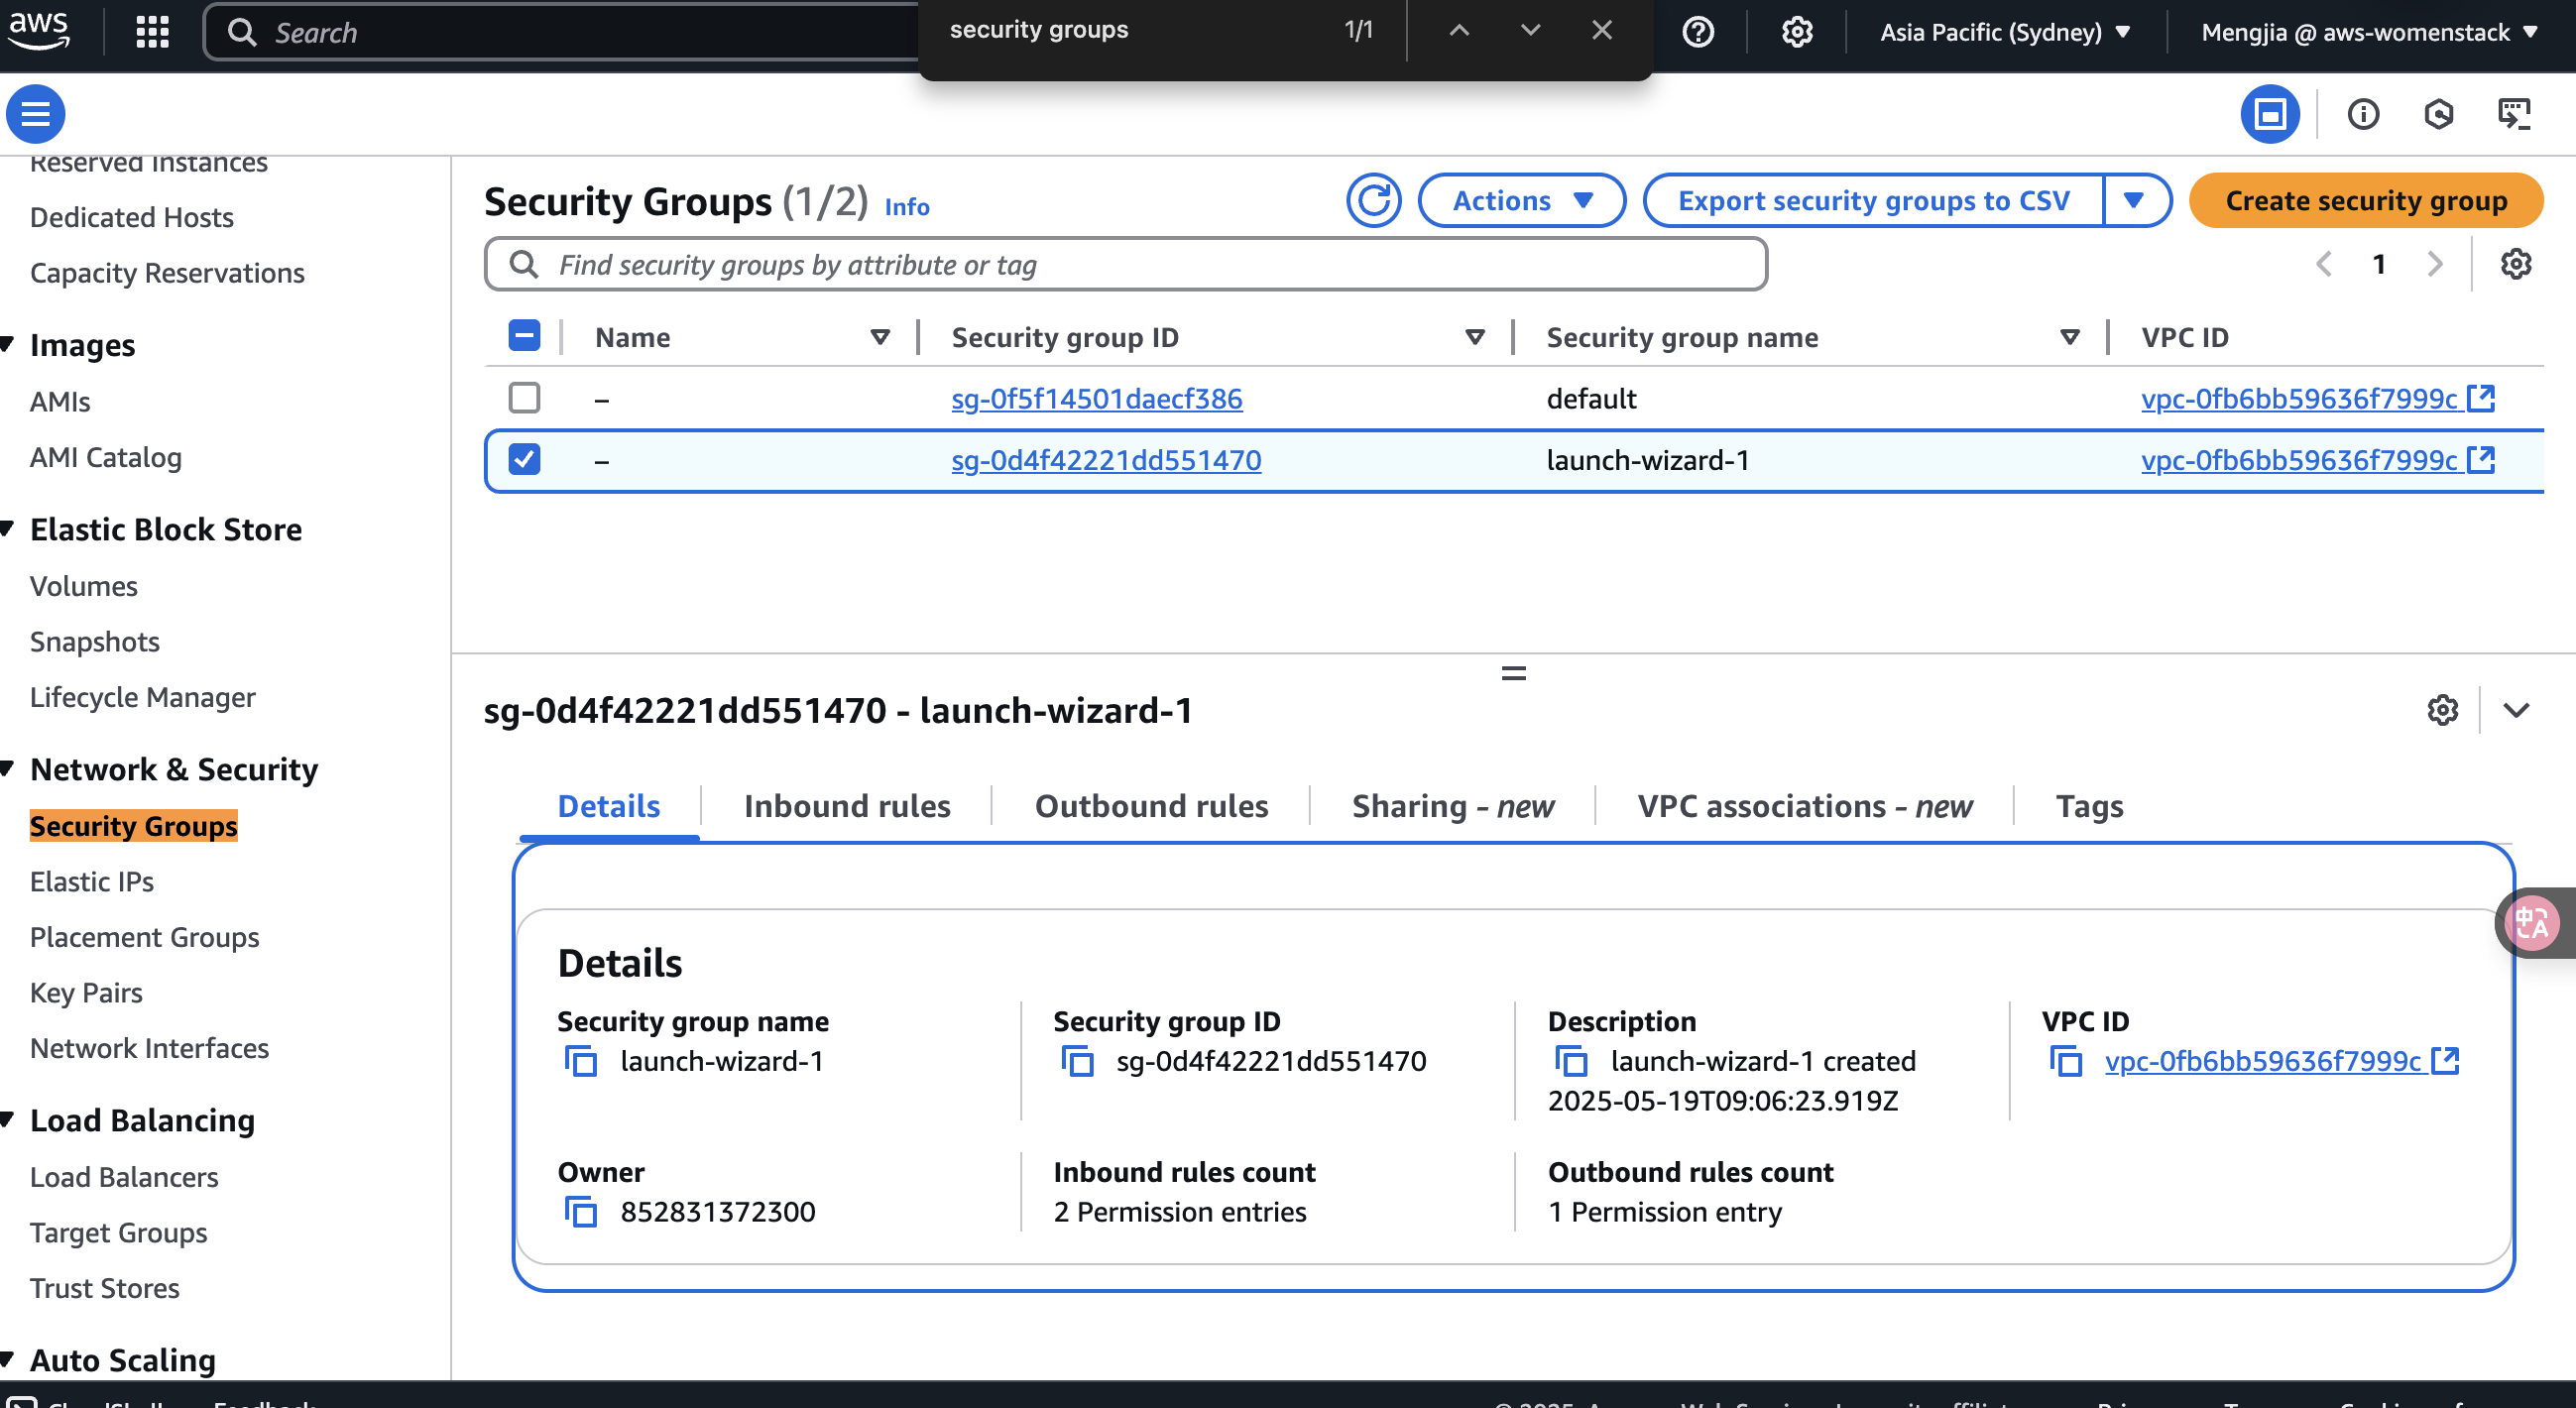 aws
Search
security groups
1/1
Asia Pacific (Sydney)
Mengjia @ aws-womenstack
Reserved Instances
Dedicated Hosts
Capacity Reservations
Images
AMIs
AMI Catalog
Elastic Block Store
Volumes
Snapshots
Lifecycle Manager
Network & Security
Security Groups
Elastic IPs
Placement Groups
Key Pairs
Network Interfaces
Load Balancing
Load Balancers
Target Groups
Trust Stores
Auto Scaling
Security Groups (1/2) Info
Actions
Export security groups to CSV
Create security group
Find security groups by attribute or tag
1
Name Security group ID Security group name VPC ID
– sg-0f5f14501daecf386 default vpc-0fb6bb59636f7999c
– sg-0d4f42221dd551470 launch-wizard-1 vpc-0fb6bb59636f7999c
sg-0d4f42221dd551470 - launch-wizard-1
Details Inbound rules Outbound rules Sharing - new VPC associations - new Tags
Details
Security group name
launch-wizard-1
Security group ID
sg-0d4f42221dd551470
Description
launch-wizard-1 created
2025-05-19T09:06:23.919Z
VPC ID
vpc-0fb6bb59636f7999c
Owner
852831372300
Inbound rules count
2 Permission entries
Outbound rules count
1 Permission entry
中 A
CloudShell Feedback